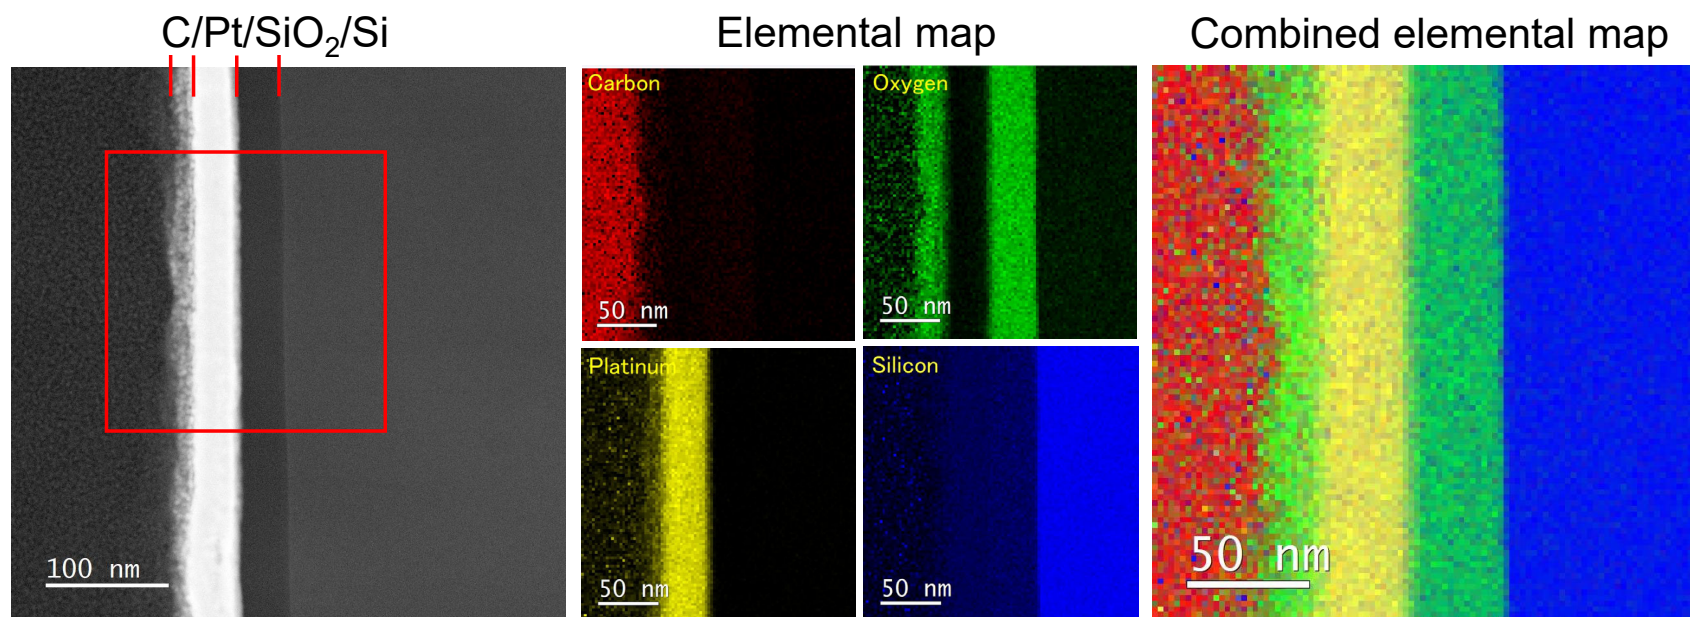 C/Pt/SiO₂/Si
Elemental map
Combined elemental map
100 nm
Carbon
50 nm
Oxygen
50 nm
Platinum
50 nm
Silicon
50 nm
50 nm